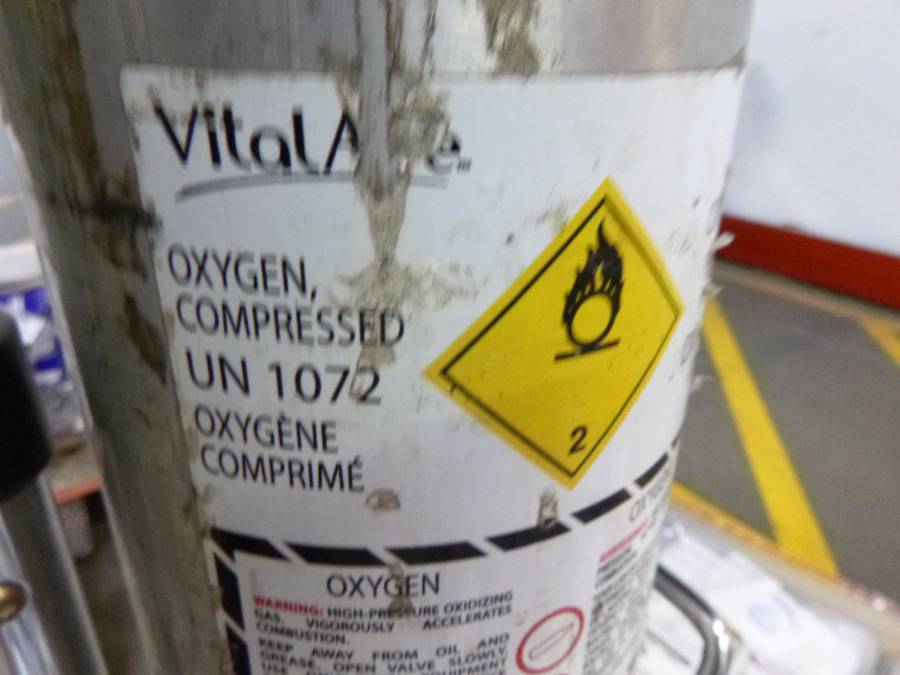 OXYGEN,
COMPRESSED
UN 1072
OXYGÈNE
COMPRIMÉ
2
OXYGEN
WARNING: HIGH-PRESSURE OXIDIZING
GAS, VIGOROUSLY ACCELERATES
COMBUSTION.
KEEP AWAY FROM OIL AND
GREASE. OPEN VALVE SLOWLY.